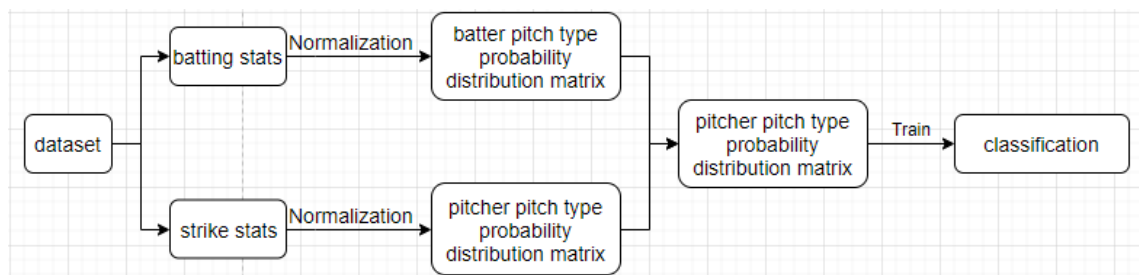 dataset
batting stats
Normalization
batter pitch type
probability
distribution matrix
strike stats
Normalization
pitcher pitch type
probability
distribution matrix
pitcher pitch type
probability
distribution matrix
Train
classification